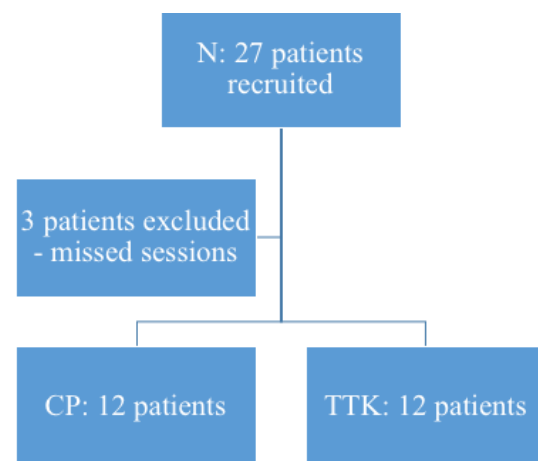 N: 27 patients
recruited
3 patients excluded
- missed sessions
CP: 12 patients
TTK: 12 patients